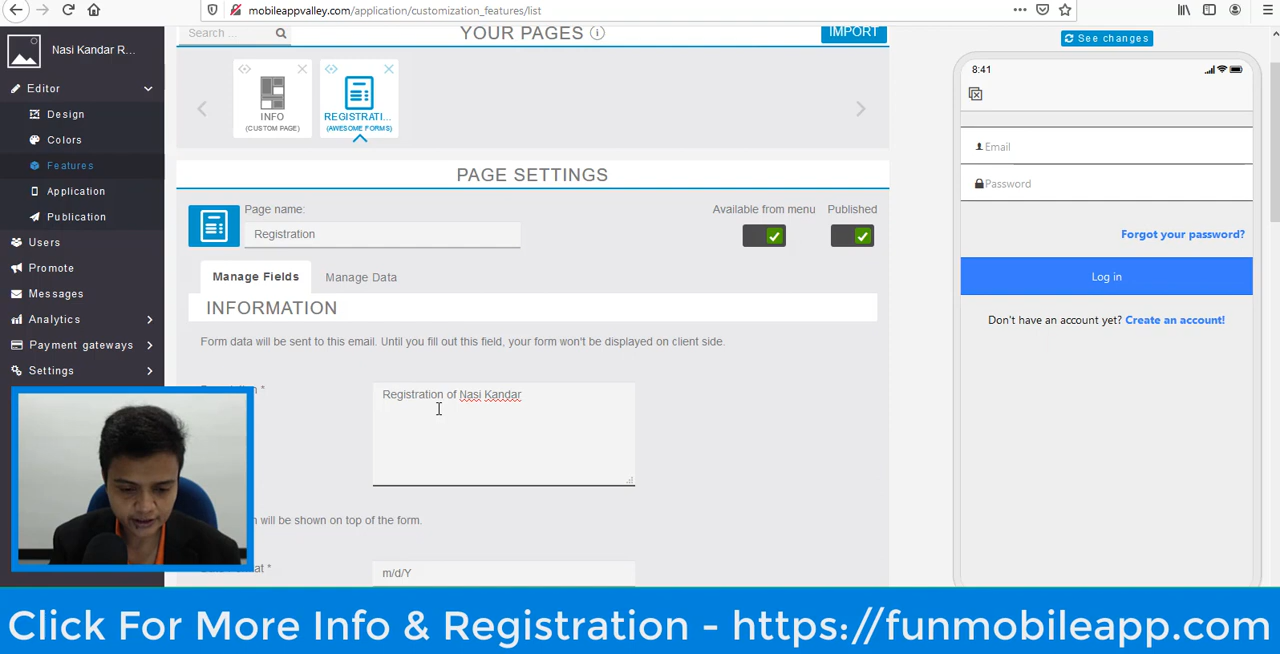 mobileappvalley.com/application/customization_features/list
Nasi Kandar R...
Editor
Design
Colors
Features
Application
Publication
Users
Promote
Messages
Analytics
Payment gateways
Settings
Search ...
YOUR PAGES
IMPORT
INFO
(CUSTOM PAGE)
REGISTRATI...
(AWESOME FORMS)
PAGE SETTINGS
Page name:
Registration
Available from menu
Published
Manage Fields
Manage Data
INFORMATION
Form data will be sent to this email. Until you fill out this field, your form won't be displayed on client side.
Registration of Nasi Kandar
will be shown on top of the form.
m/d/Y
See changes
8:41
Email
Password
Forgot your password?
Log in
Don't have an account yet? Create an account!
Click For More Info & Registration - https://funmobileapp.com